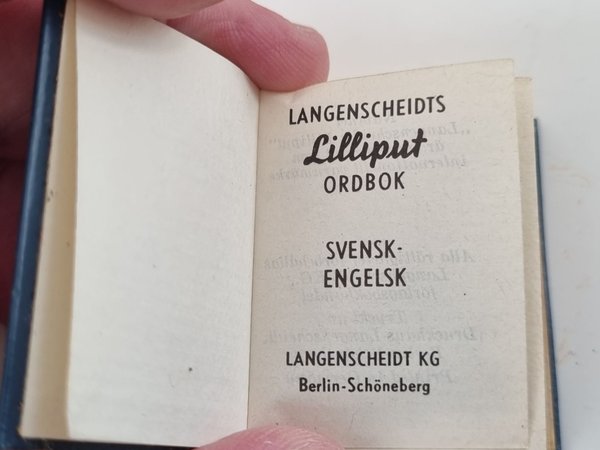 LANGENSCHEIDTS
Lilliput
ORDBOK
SVENSK-
ENGELSK
LANGENSCHEIDT KG
Berlin-Schöneberg